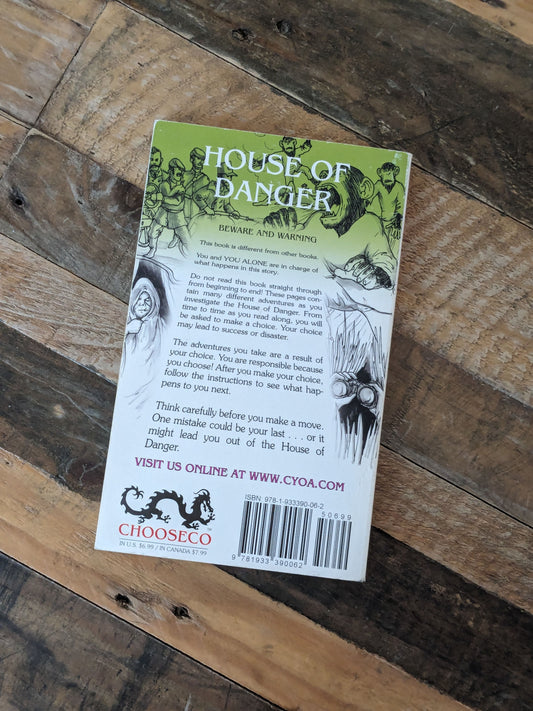 HOUSE OF
DANGER
BEWARE AND WARNING
This book is different from other books.
You and YOU ALONE are in charge of
what happens in this story.
Do not read this book straight through
from beginning to end! These pages con-
tain many different adventures as you
investigate the House of Danger. From
time to time as you read along, you will
be asked to make a choice. Your choice
may lead to success or disaster.
The adventures you take are a result of
your choice. You are responsible because
you choose! After you make your choice,
follow the instructions to see what hap-
pens to you next.
Think carefully before you make a move.
One mistake could be your last . . . or it
might lead you out of the House of
Danger.
VISIT US ONLINE AT WWW.CYOA.COM
CHOOSECO
IN U.S. $6.99 / IN CANADA $7.99
ISBN 978-1-933390-06-2
50699
9 781933 390062